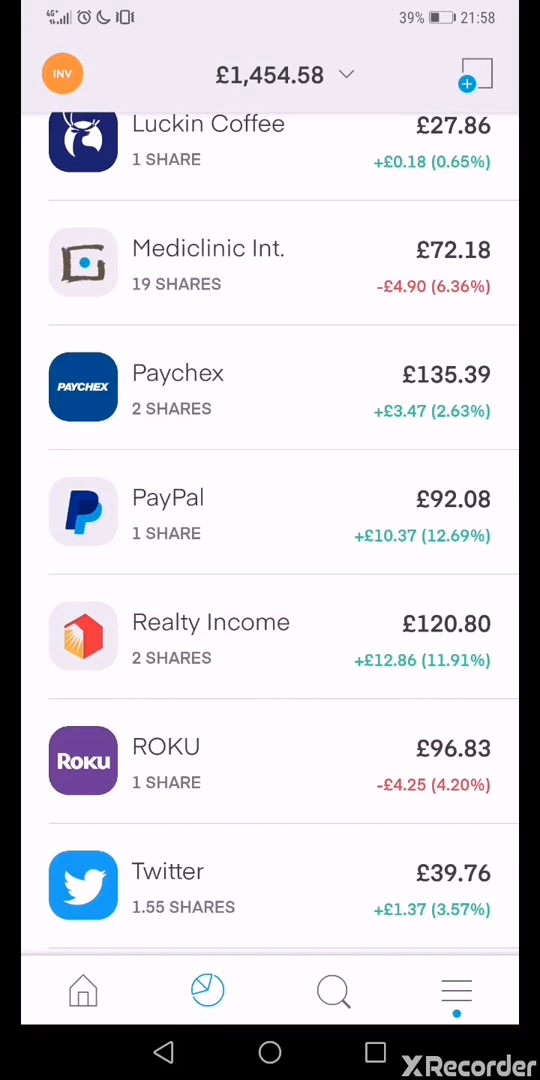 4G+ 39% 21:58
INV £1,454.58
Luckin Coffee £27.86
1 SHARE +£0.18 (0.65%)
Mediclinic Int. £72.18
19 SHARES -£4.90 (6.36%)
PAYCHEX
Paychex £135.39
2 SHARES +£3.47 (2.63%)
PayPal £92.08
1 SHARE +£10.37 (12.69%)
Realty Income £120.80
2 SHARES +£12.86 (11.91%)
ROKU
ROKU £96.83
1 SHARE -£4.25 (4.20%)
Twitter £39.76
1.55 SHARES +£1.37 (3.57%)
XRecorder